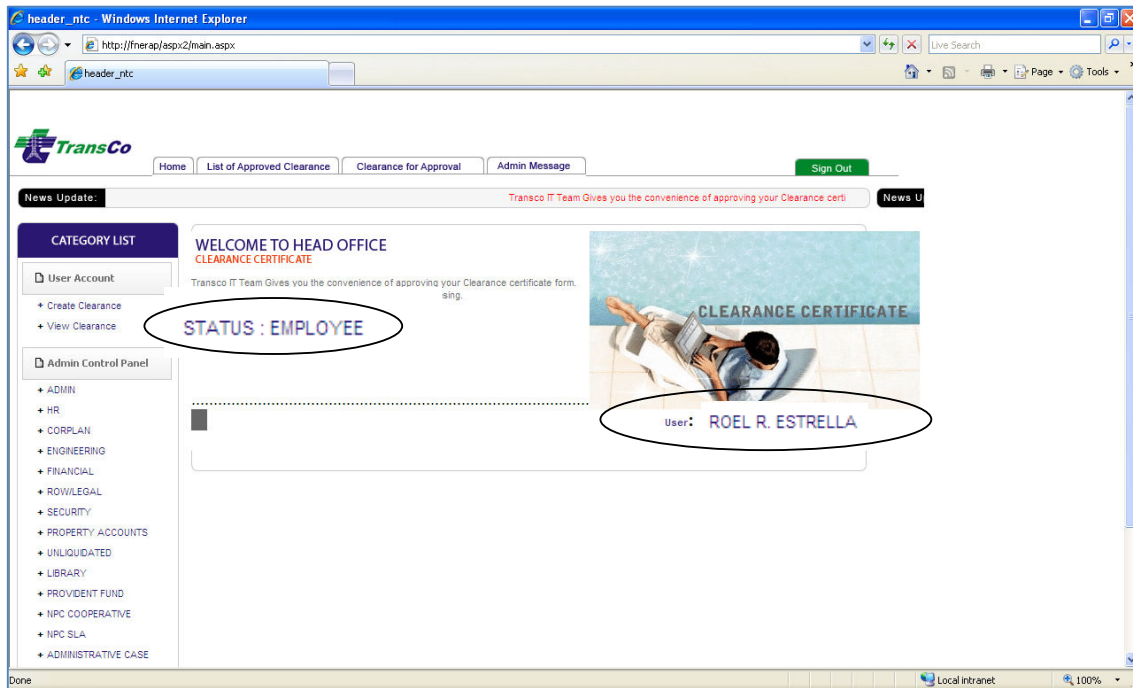 header_ntc - Windows Internet Explorer
http://fnerap/aspx2/main.aspx
Live Search
header_ntc
Page
Tools
TransCo
Home
List of Approved Clearance
Clearance for Approval
Admin Message
Sign Out
News Update:
Transco IT Team Gives you the convenience of approving your Clearance certi
News U
CATEGORY LIST
User Account
+ Create Clearance
+ View Clearance
Admin Control Panel
+ ADMIN
+ HR
+ CORPLAN
+ ENGINEERING
+ FINANCIAL
+ ROW/LEGAL
+ SECURITY
+ PROPERTY ACCOUNTS
+ UNLIQUIDATED
+ LIBRARY
+ PROVIDENT FUND
+ NPC COOPERATIVE
+ NPC SLA
+ ADMINISTRATIVE CASE
WELCOME TO HEAD OFFICE
CLEARANCE CERTIFICATE
Transco IT Team Gives you the convenience of approving your Clearance certificate form.
sing.
STATUS : EMPLOYEE
CLEARANCE CERTIFICATE
User: ROEL R. ESTRELLA
Done
Local intranet
100%